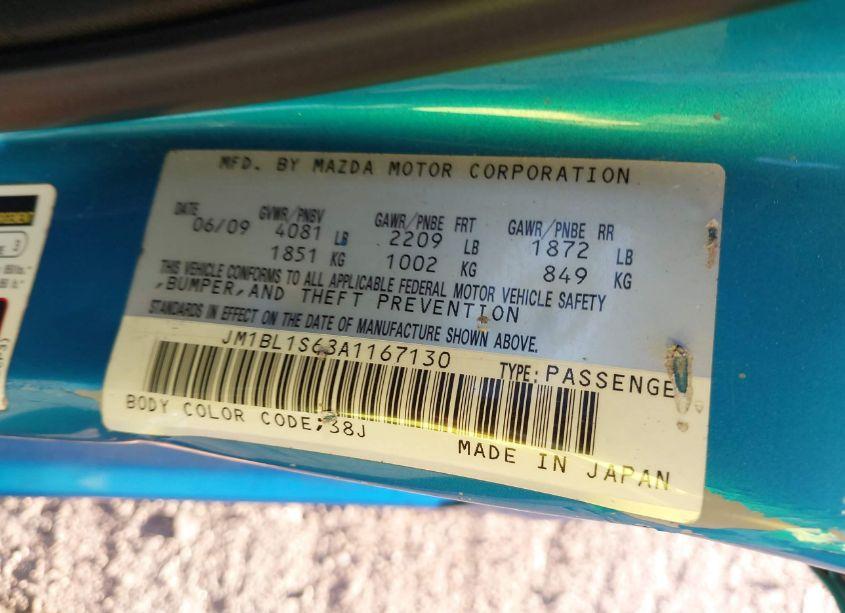 MFD. BY MAZDA MOTOR CORPORATION
DATE GVWR/PNBV GAWR/PNBE FRT GAWR/PNBE RR
06/09 4081 LB 2209 LB 1872 LB
1851 KG 1002 KG 849 KG
THIS VEHICLE CONFORMS TO ALL APPLICABLE FEDERAL MOTOR VEHICLE SAFETY
,BUMPER,AND THEFT PREVENTION
STANDARDS IN EFFECT ON THE DATE OF MANUFACTURE SHOWN ABOVE.
JM1BL1S63A1167130 TYPE: PASSENGE
BODY COLOR CODE;38J
MADE IN JAPAN
3